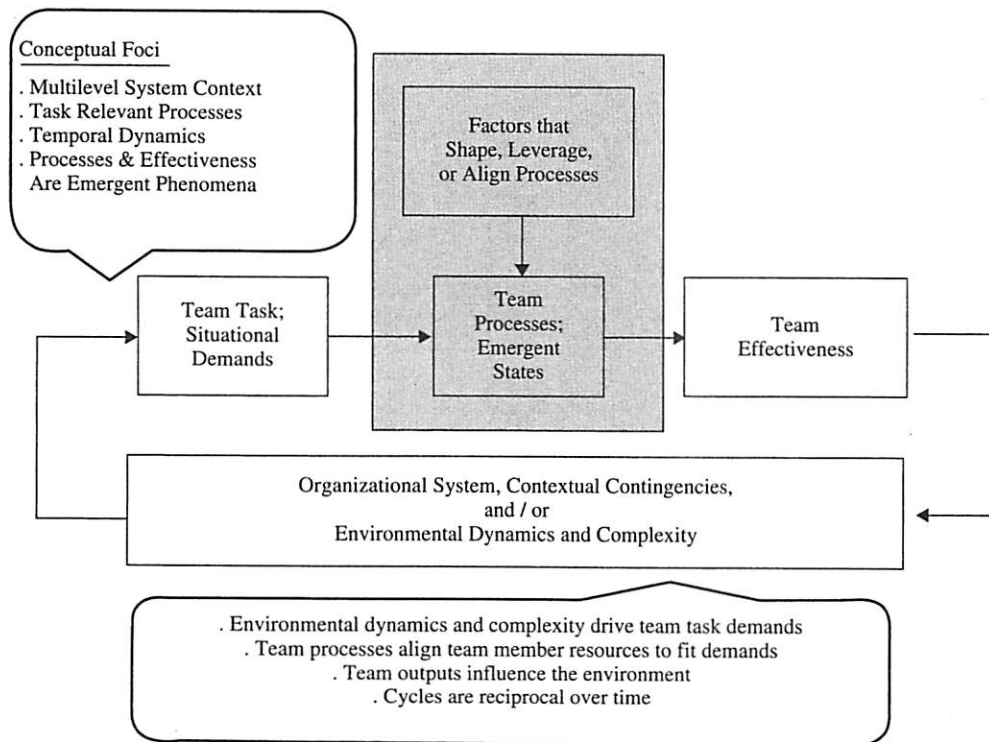 Conceptual Foci
. Multilevel System Context
. Task Relevant Processes
. Temporal Dynamics
. Processes & Effectiveness
Are Emergent Phenomena
Factors that
Shape, Leverage,
or Align Processes
Team Task;
Situational
Demands
Team
Processes;
Emergent
States
Team
Effectiveness
Organizational System, Contextual Contingencies,
and / or
Environmental Dynamics and Complexity
. Environmental dynamics and complexity drive team task demands
. Team processes align team member resources to fit demands
. Team outputs influence the environment
. Cycles are reciprocal over time